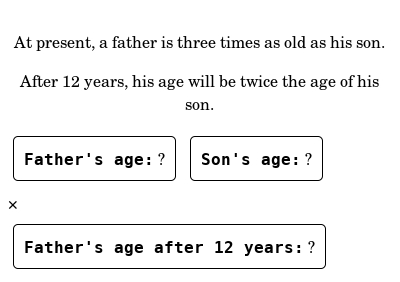 At present, a father is three times as old as his son.
After 12 years, his age will be twice the age of his
son.
Father's age: ? Son's age: ?
×
Father's age after 12 years: ?